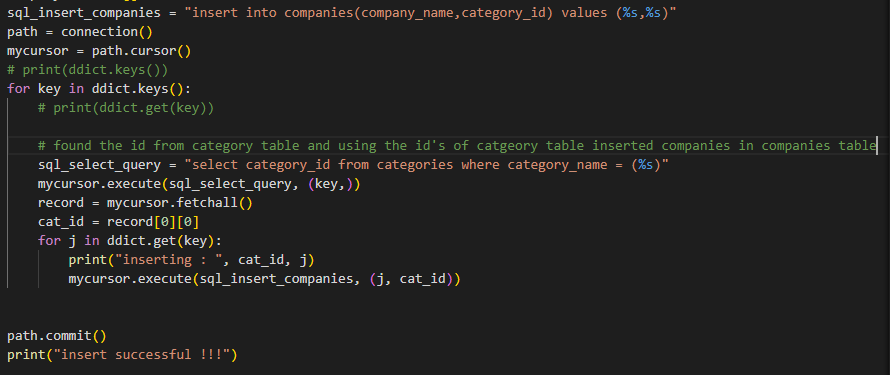 sql_insert_companies = "insert into companies(company_name,category_id) values (%s,%s)"
path = connection()
mycursor = path.cursor()
# print(ddict.keys())
for key in ddict.keys():
    # print(ddict.get(key))
    # found the id from category table and using the id's of catgeory table inserted companies in companies table
    sql_select_query = "select category_id from categories where category_name = (%s)"
    mycursor.execute(sql_select_query, (key,))
    record = mycursor.fetchall()
    cat_id = record[0][0]
    for j in ddict.get(key):
        print("inserting : ", cat_id, j)
        mycursor.execute(sql_insert_companies, (j, cat_id))
path.commit()
print("insert successful !!!")